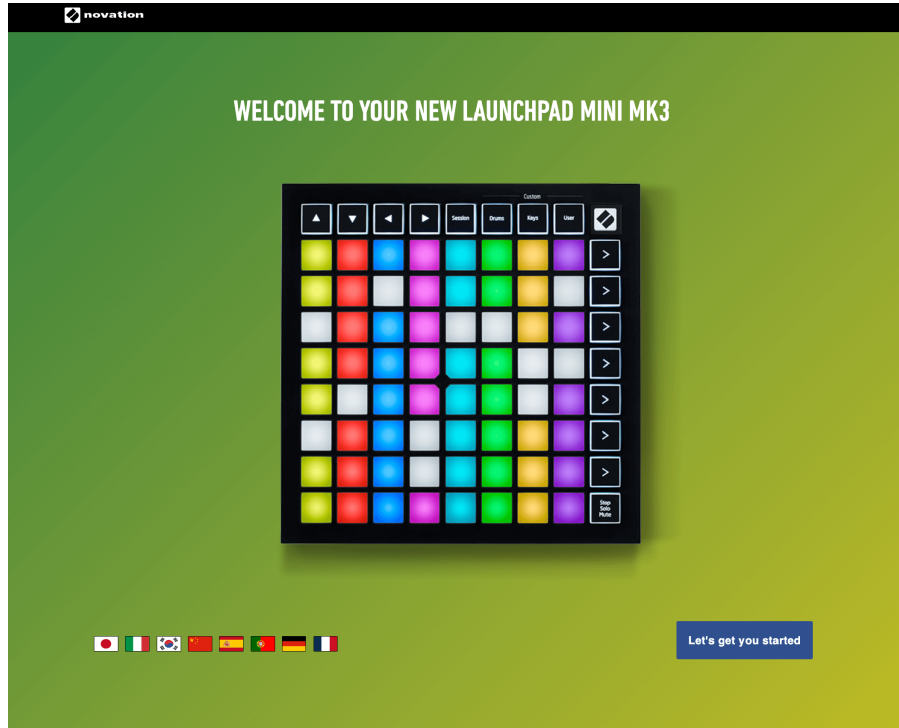 novation
WELCOME TO YOUR NEW LAUNCHPAD MINI MK3
Custom
Session Drums Keys User
Stop
Solo
Mute
Let's get you started